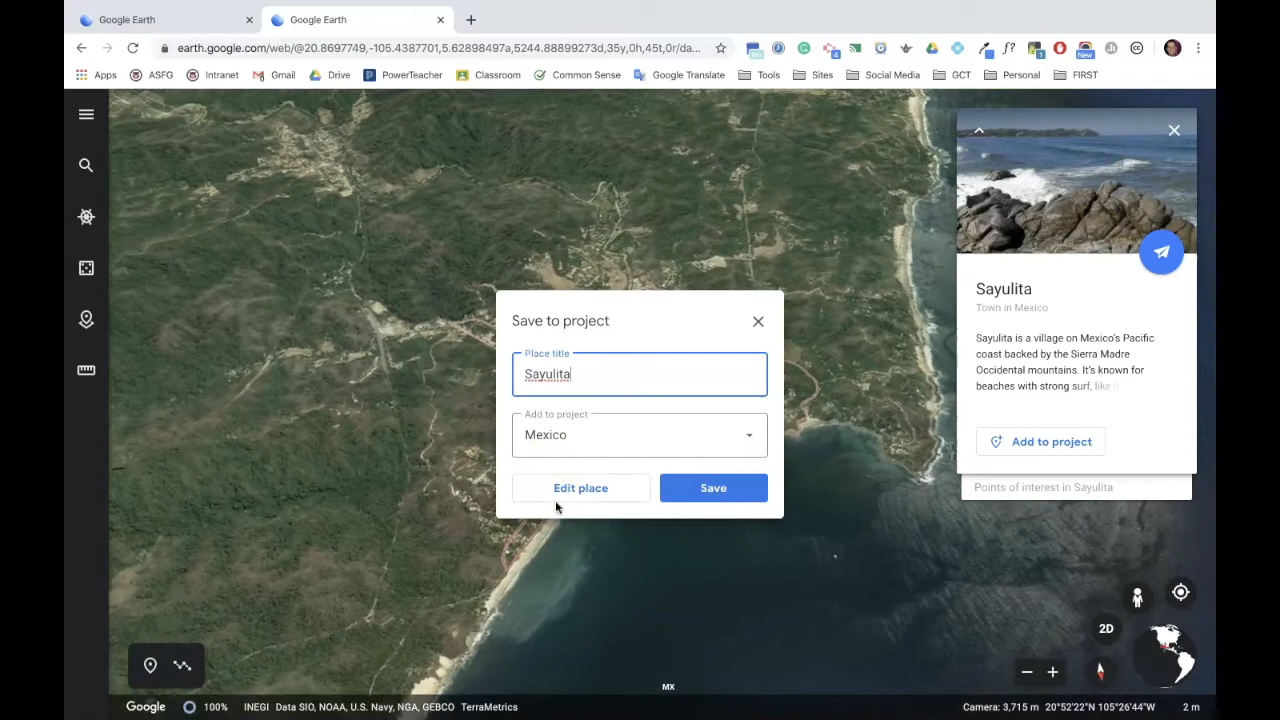 Google Earth
Google Earth
earth.google.com/web/@20.8697749,-105.4387701,5.62898497a,5244.88899273d,35y,0h,45t,0r/da...
Apps
ASFG
Intranet
Gmail
Drive
PowerTeacher
Classroom
Common Sense
Google Translate
Tools
Sites
Social Media
GCT
Personal
FIRST
4
f?
1
New
Save to project
Place title
Sayulita
Add to project
Mexico
Edit place
Save
Sayulita
Town in Mexico
Sayulita is a village on Mexico's Pacific
coast backed by the Sierra Madre
Occidental mountains. It's known for
beaches with strong surf, like
Add to project
Points of interest in Sayulita
2D
MX
Google
100%
INEGI Data SIO, NOAA, U.S. Navy, NGA, GEBCO TerraMetrics
Camera: 3,715 m 20°52'22"N 105°26'44"W
2 m